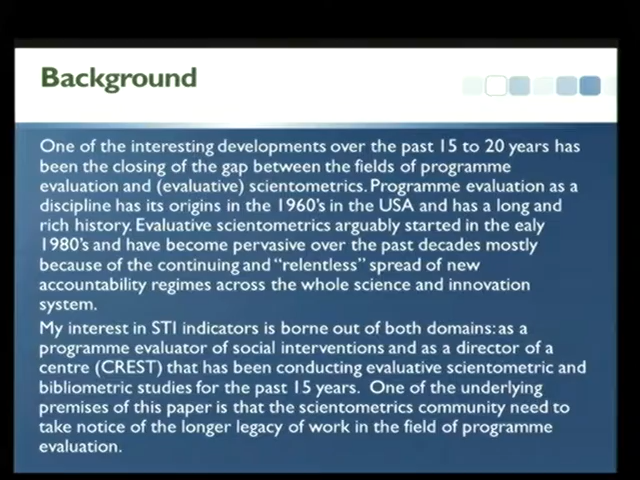 Background
One of the interesting developments over the past 15 to 20 years has
been the closing of the gap between the fields of programme
evaluation and (evaluative) scientometrics. Programme evaluation as a
discipline has its origins in the 1960's in the USA and has a long and
rich history. Evaluative scientometrics arguably started in the ealy
1980's and have become pervasive over the past decades mostly
because of the continuing and "relentless" spread of new
accountability regimes across the whole science and innovation
system.
My interest in STI indicators is borne out of both domains: as a
programme evaluator of social interventions and as a director of a
centre (CREST) that has been conducting evaluative scientometric and
bibliometric studies for the past 15 years. One of the underlying
premises of this paper is that the scientometrics community need to
take notice of the longer legacy of work in the field of programme
evaluation.